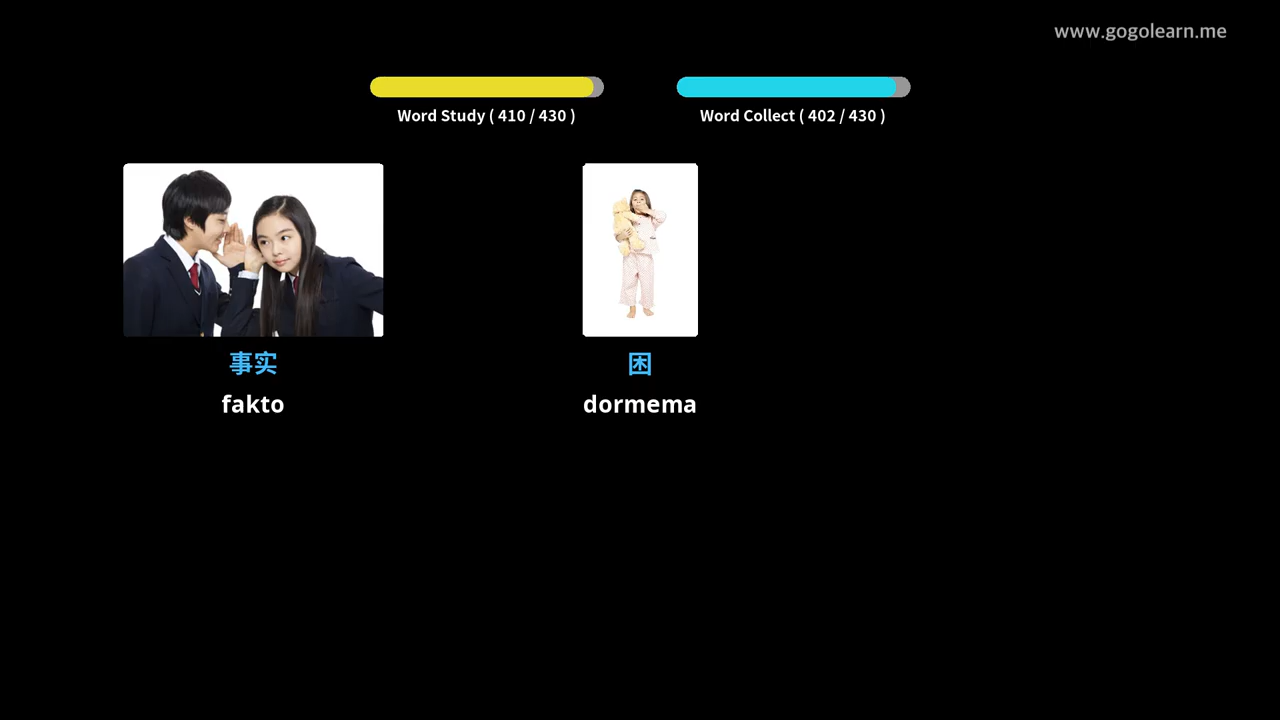 www.gogolearn.me
Word Study ( 410 / 430 )
Word Collect ( 402 / 430 )
事实
fakto
困
dormema